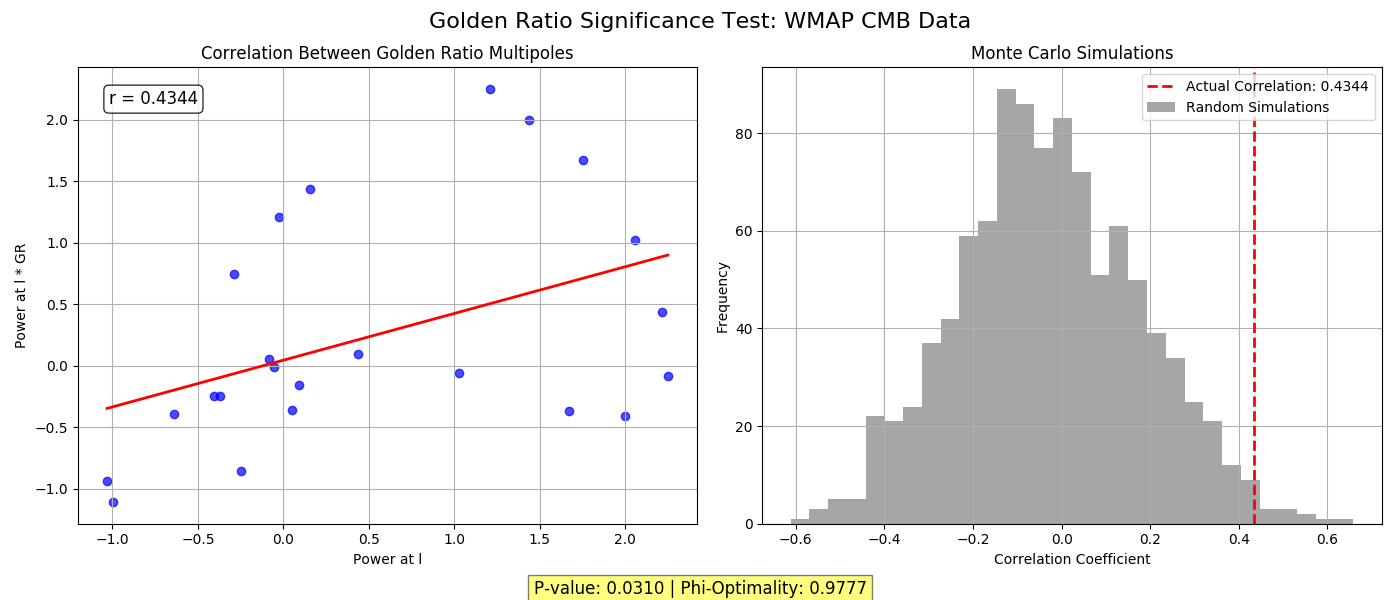 Golden Ratio Significance Test: WMAP CMB Data
Correlation Between Golden Ratio Multipoles
r = 0.4344
2.0
1.5
1.0
0.5
0.0
−0.5
−1.0
Power at l * GR
−1.0 −0.5 0.0 0.5 1.0 1.5 2.0
Power at l
Monte Carlo Simulations
Actual Correlation: 0.4344
Random Simulations
80
60
40
20
0
Frequency
−0.6 −0.4 −0.2 0.0 0.2 0.4 0.6
Correlation Coefficient
P-value: 0.0310 | Phi-Optimality: 0.9777